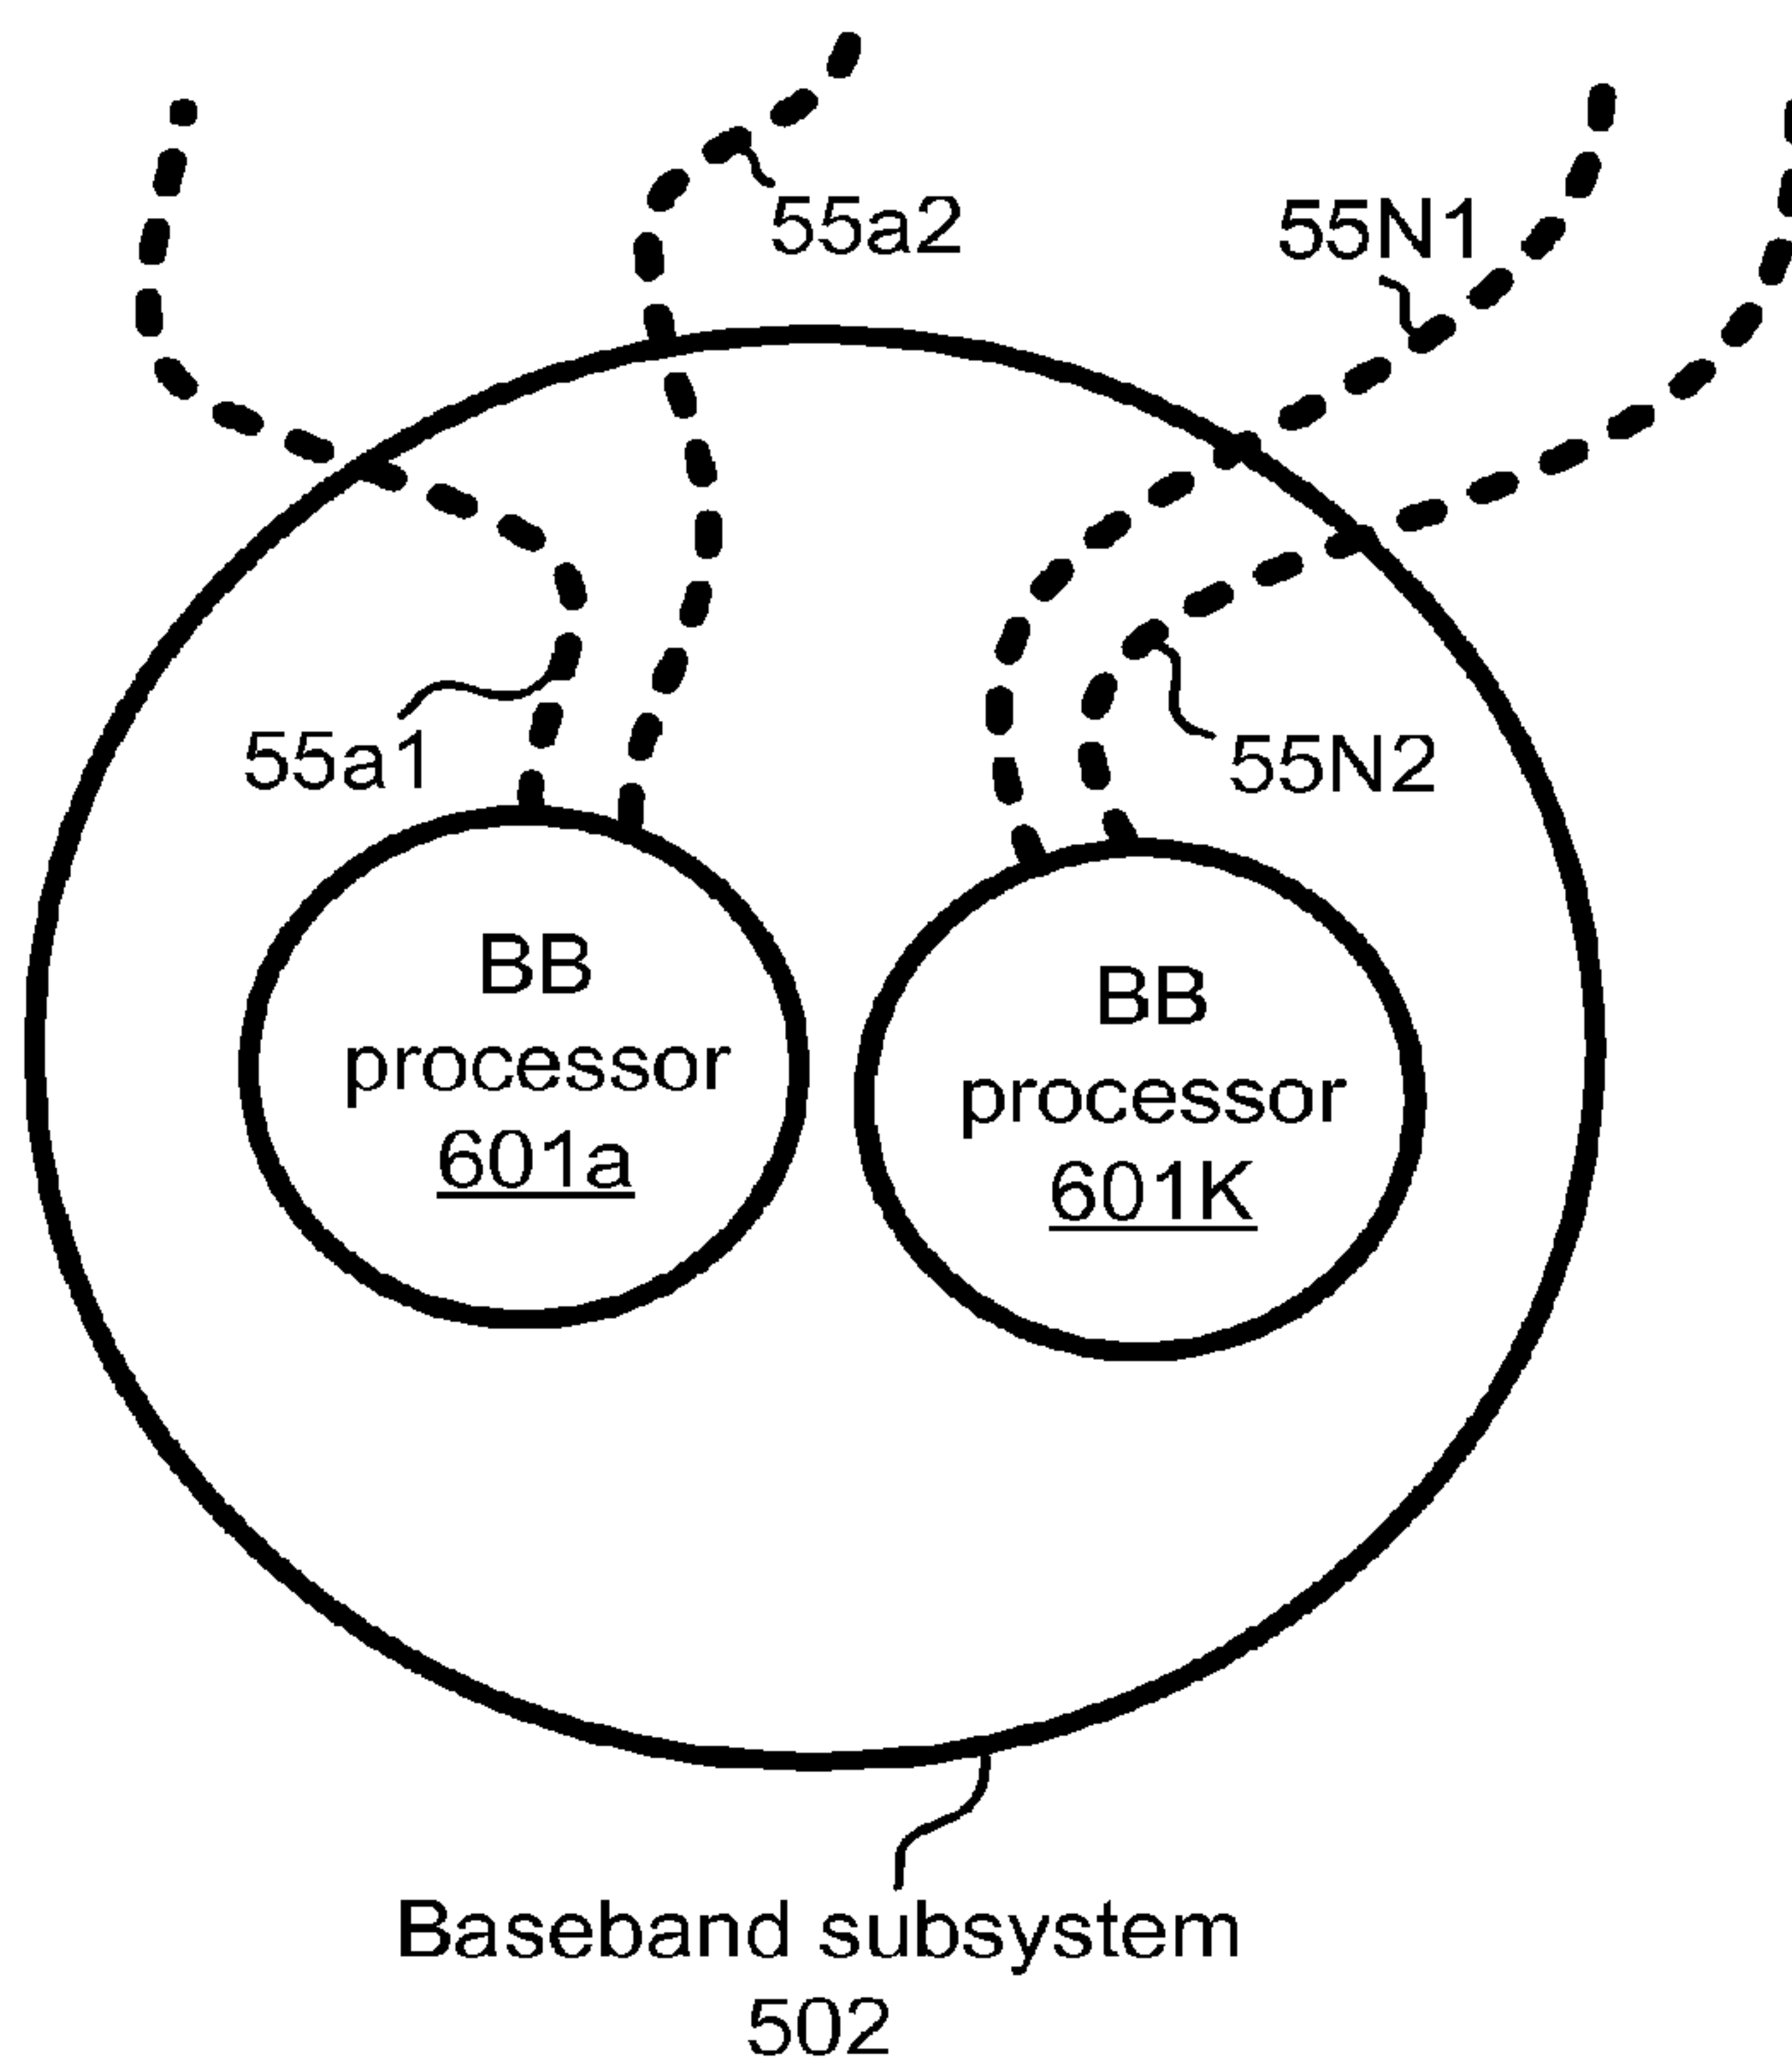 55a2
55N1
55a1
55N2
BB
processor
601a
BB
processor
601K
Baseband subsystem
502